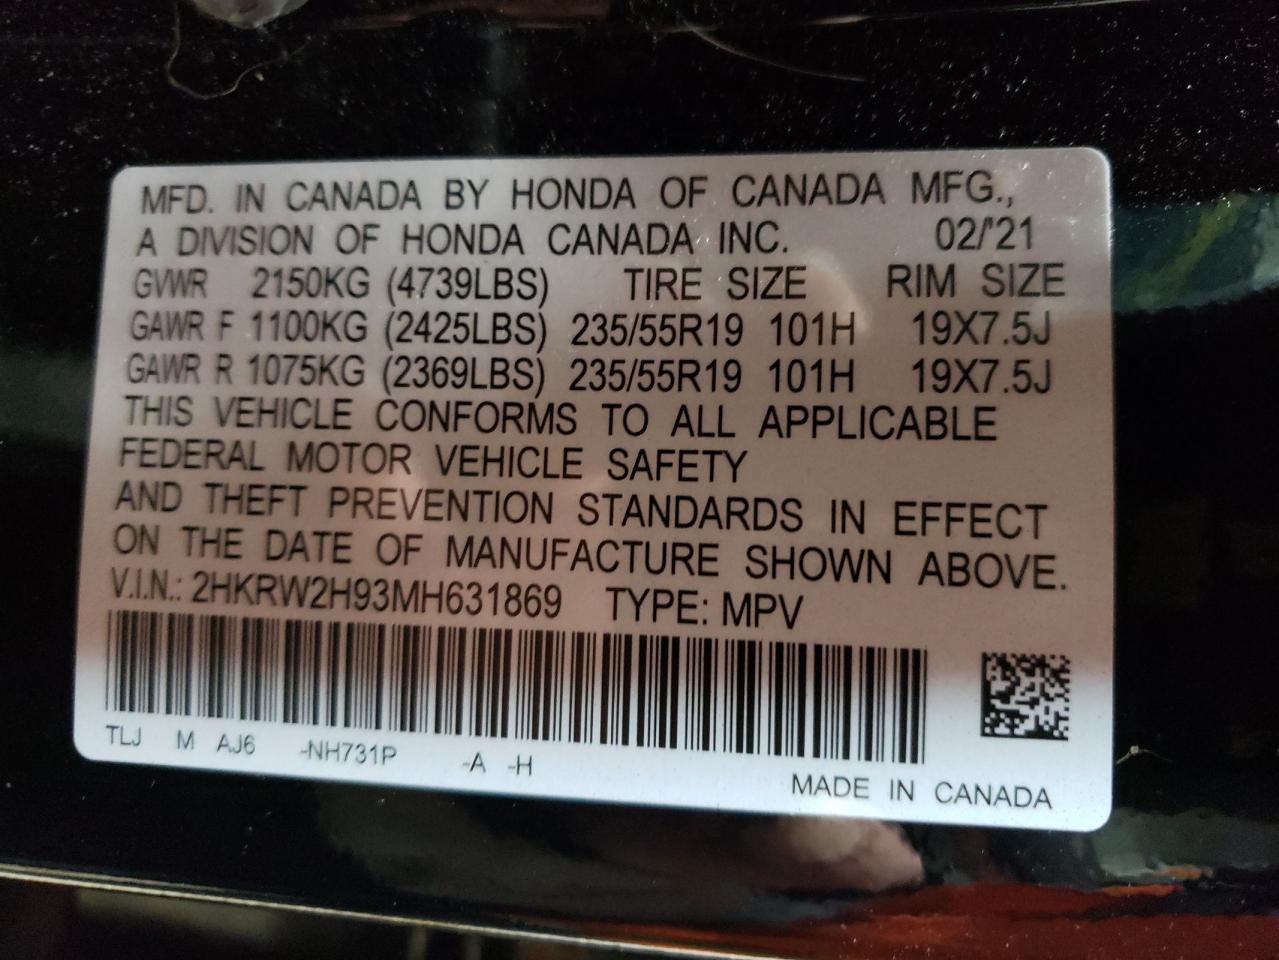 MFD. IN CANADA BY HONDA OF CANADA MFG.,
A DIVISION OF HONDA CANADA INC. 02/'21
GVWR 2150KG (4739LBS) TIRE SIZE RIM SIZE
GAWR F 1100KG (2425LBS) 235/55R19 101H 19X7.5J
GAWR R 1075KG (2369LBS) 235/55R19 101H 19X7.5J
THIS VEHICLE CONFORMS TO ALL APPLICABLE
FEDERAL MOTOR VEHICLE SAFETY
AND THEFT PREVENTION STANDARDS IN EFFECT
ON THE DATE OF MANUFACTURE SHOWN ABOVE.
V.I.N.: 2HKRW2H93MH631869 TYPE: MPV
TLJ M AJ6 -NH731P -A -H
MADE IN CANADA